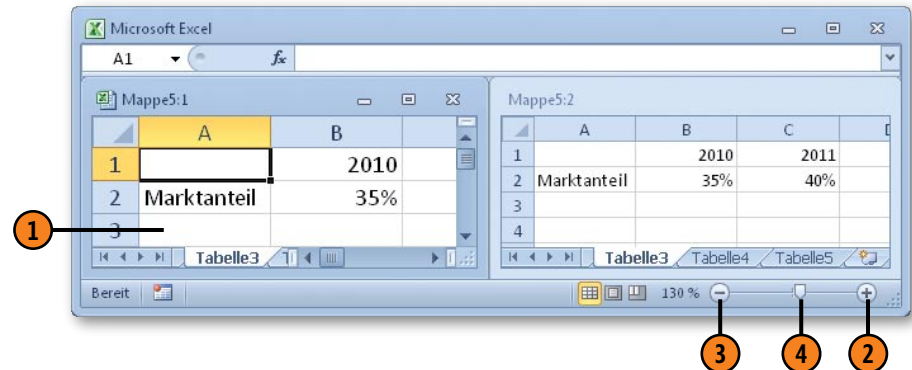 Microsoft Excel
A1 fx
Mappe5:1
A B
1 2010
2 Marktanteil 35%
3
Tabelle3
Mappe5:2
A B C D
1 2010 2011
2 Marktanteil 35% 40%
3
4
Tabelle3 Tabelle4 Tabelle5
Bereit 130 %
1
3 4 2